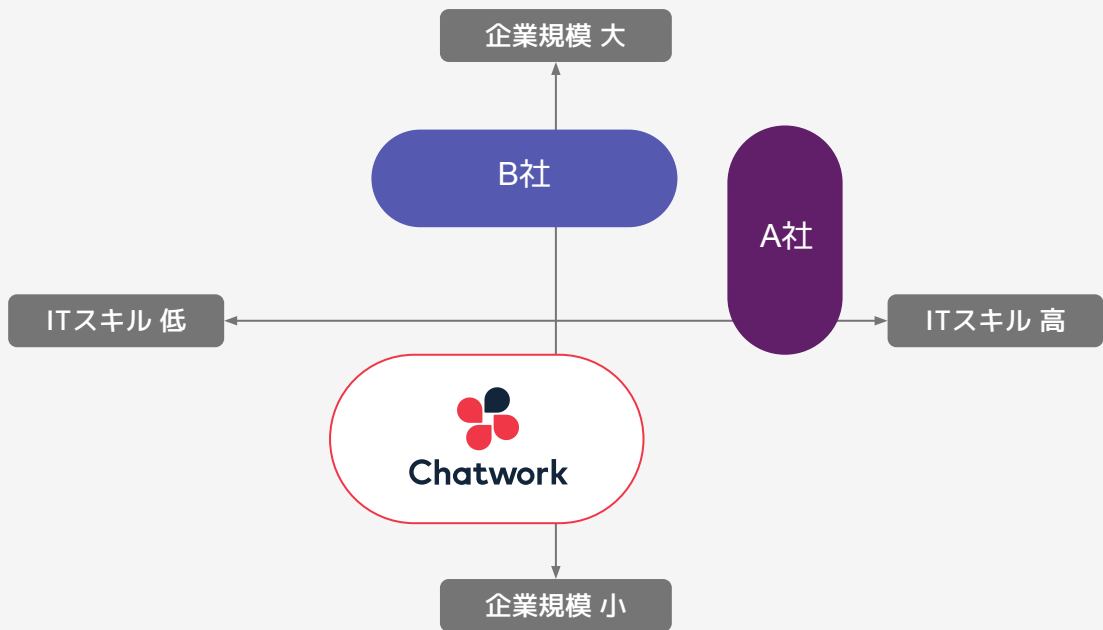 企業規模 大
B社
A社
ITスキル 低
ITスキル 高
Chatwork
企業規模 小